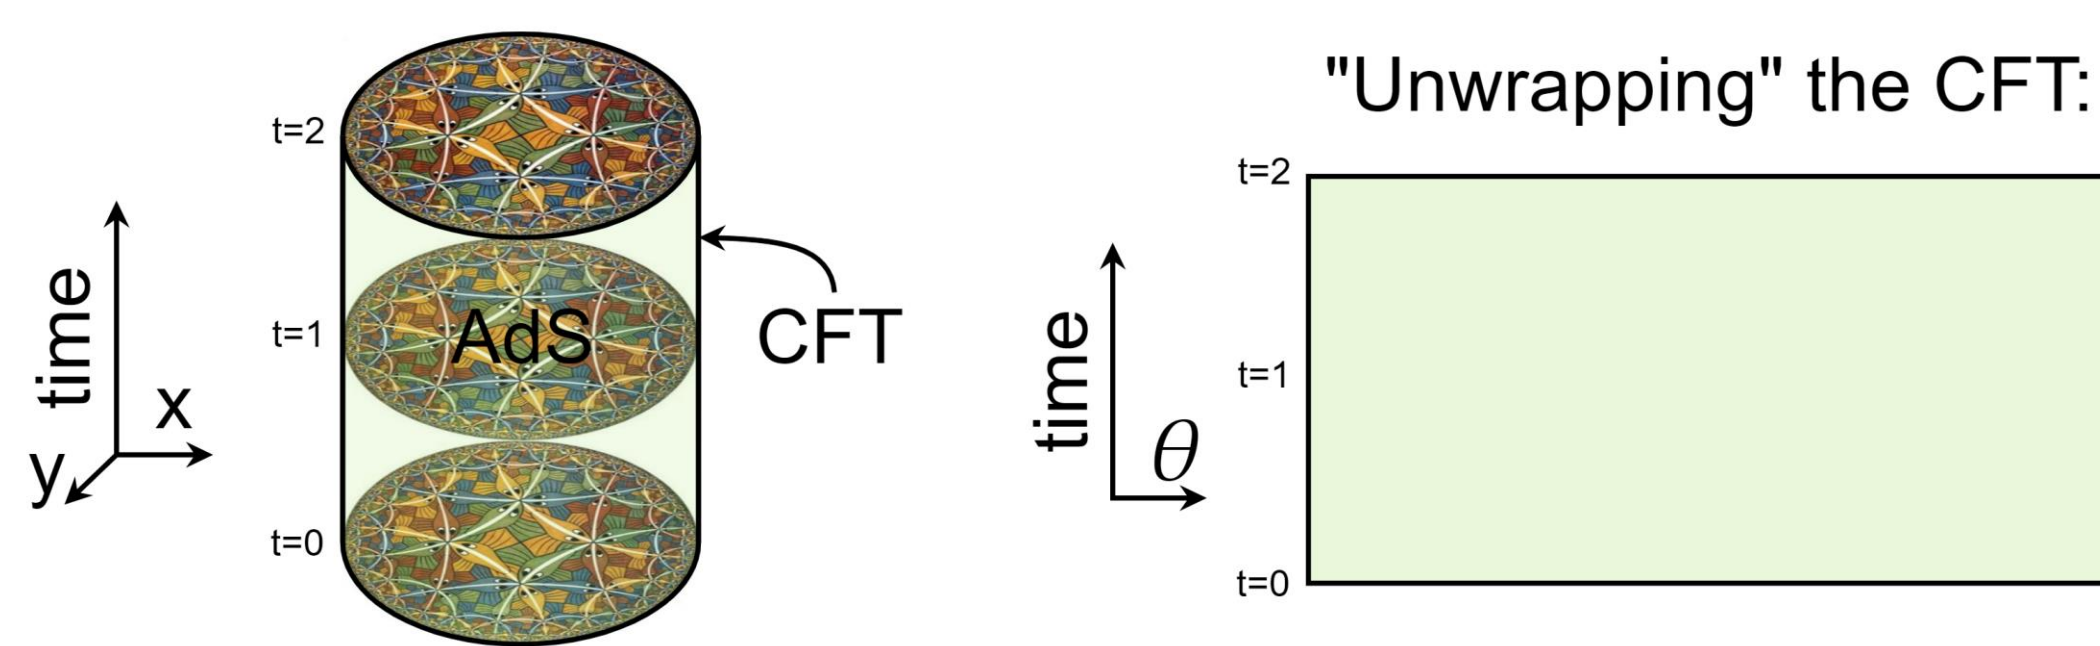 t=2
t=1
t=0
time
x
y
AdS
CFT
"Unwrapping" the CFT:
t=2
t=1
t=0
time
θ